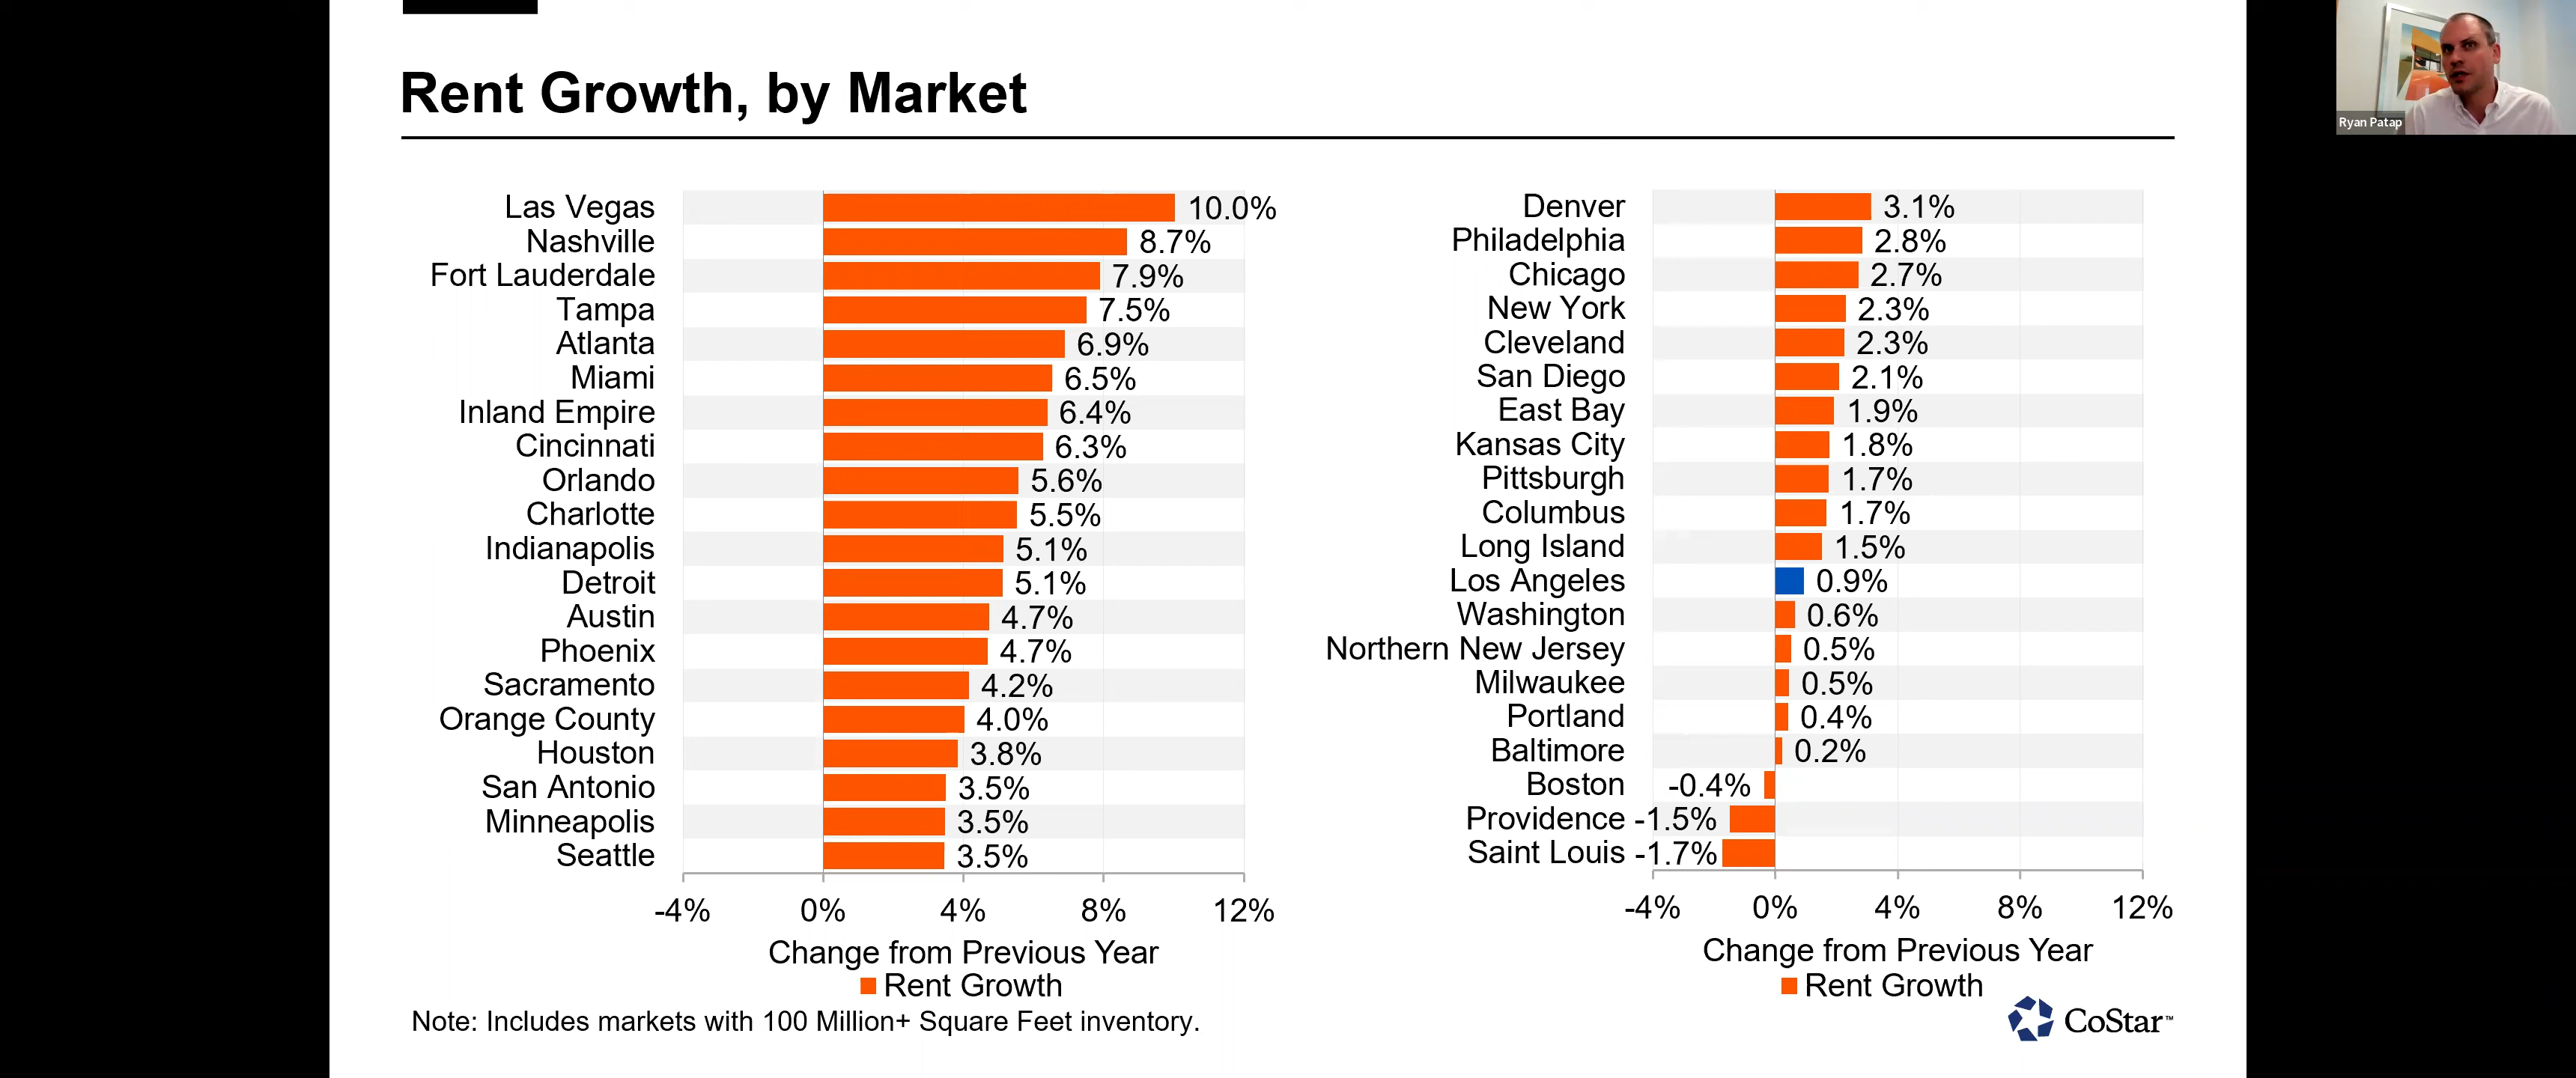 Rent Growth, by Market
Ryan Patap
Las Vegas 10.0%
Nashville 8.7%
Fort Lauderdale 7.9%
Tampa 7.5%
Atlanta 6.9%
Miami 6.5%
Inland Empire 6.4%
Cincinnati 6.3%
Orlando 5.6%
Charlotte 5.5%
Indianapolis 5.1%
Detroit 5.1%
Austin 4.7%
Phoenix 4.7%
Sacramento 4.2%
Orange County 4.0%
Houston 3.8%
San Antonio 3.5%
Minneapolis 3.5%
Seattle 3.5%
-4% 0% 4% 8% 12%
Change from Previous Year
Rent Growth
Denver 3.1%
Philadelphia 2.8%
Chicago 2.7%
New York 2.3%
Cleveland 2.3%
San Diego 2.1%
East Bay 1.9%
Kansas City 1.8%
Pittsburgh 1.7%
Columbus 1.7%
Long Island 1.5%
Los Angeles 0.9%
Washington 0.6%
Northern New Jersey 0.5%
Milwaukee 0.5%
Portland 0.4%
Baltimore 0.2%
Boston -0.4%
Providence -1.5%
Saint Louis -1.7%
-4% 0% 4% 8% 12%
Change from Previous Year
Rent Growth
Note: Includes markets with 100 Million+ Square Feet inventory.
CoStar™